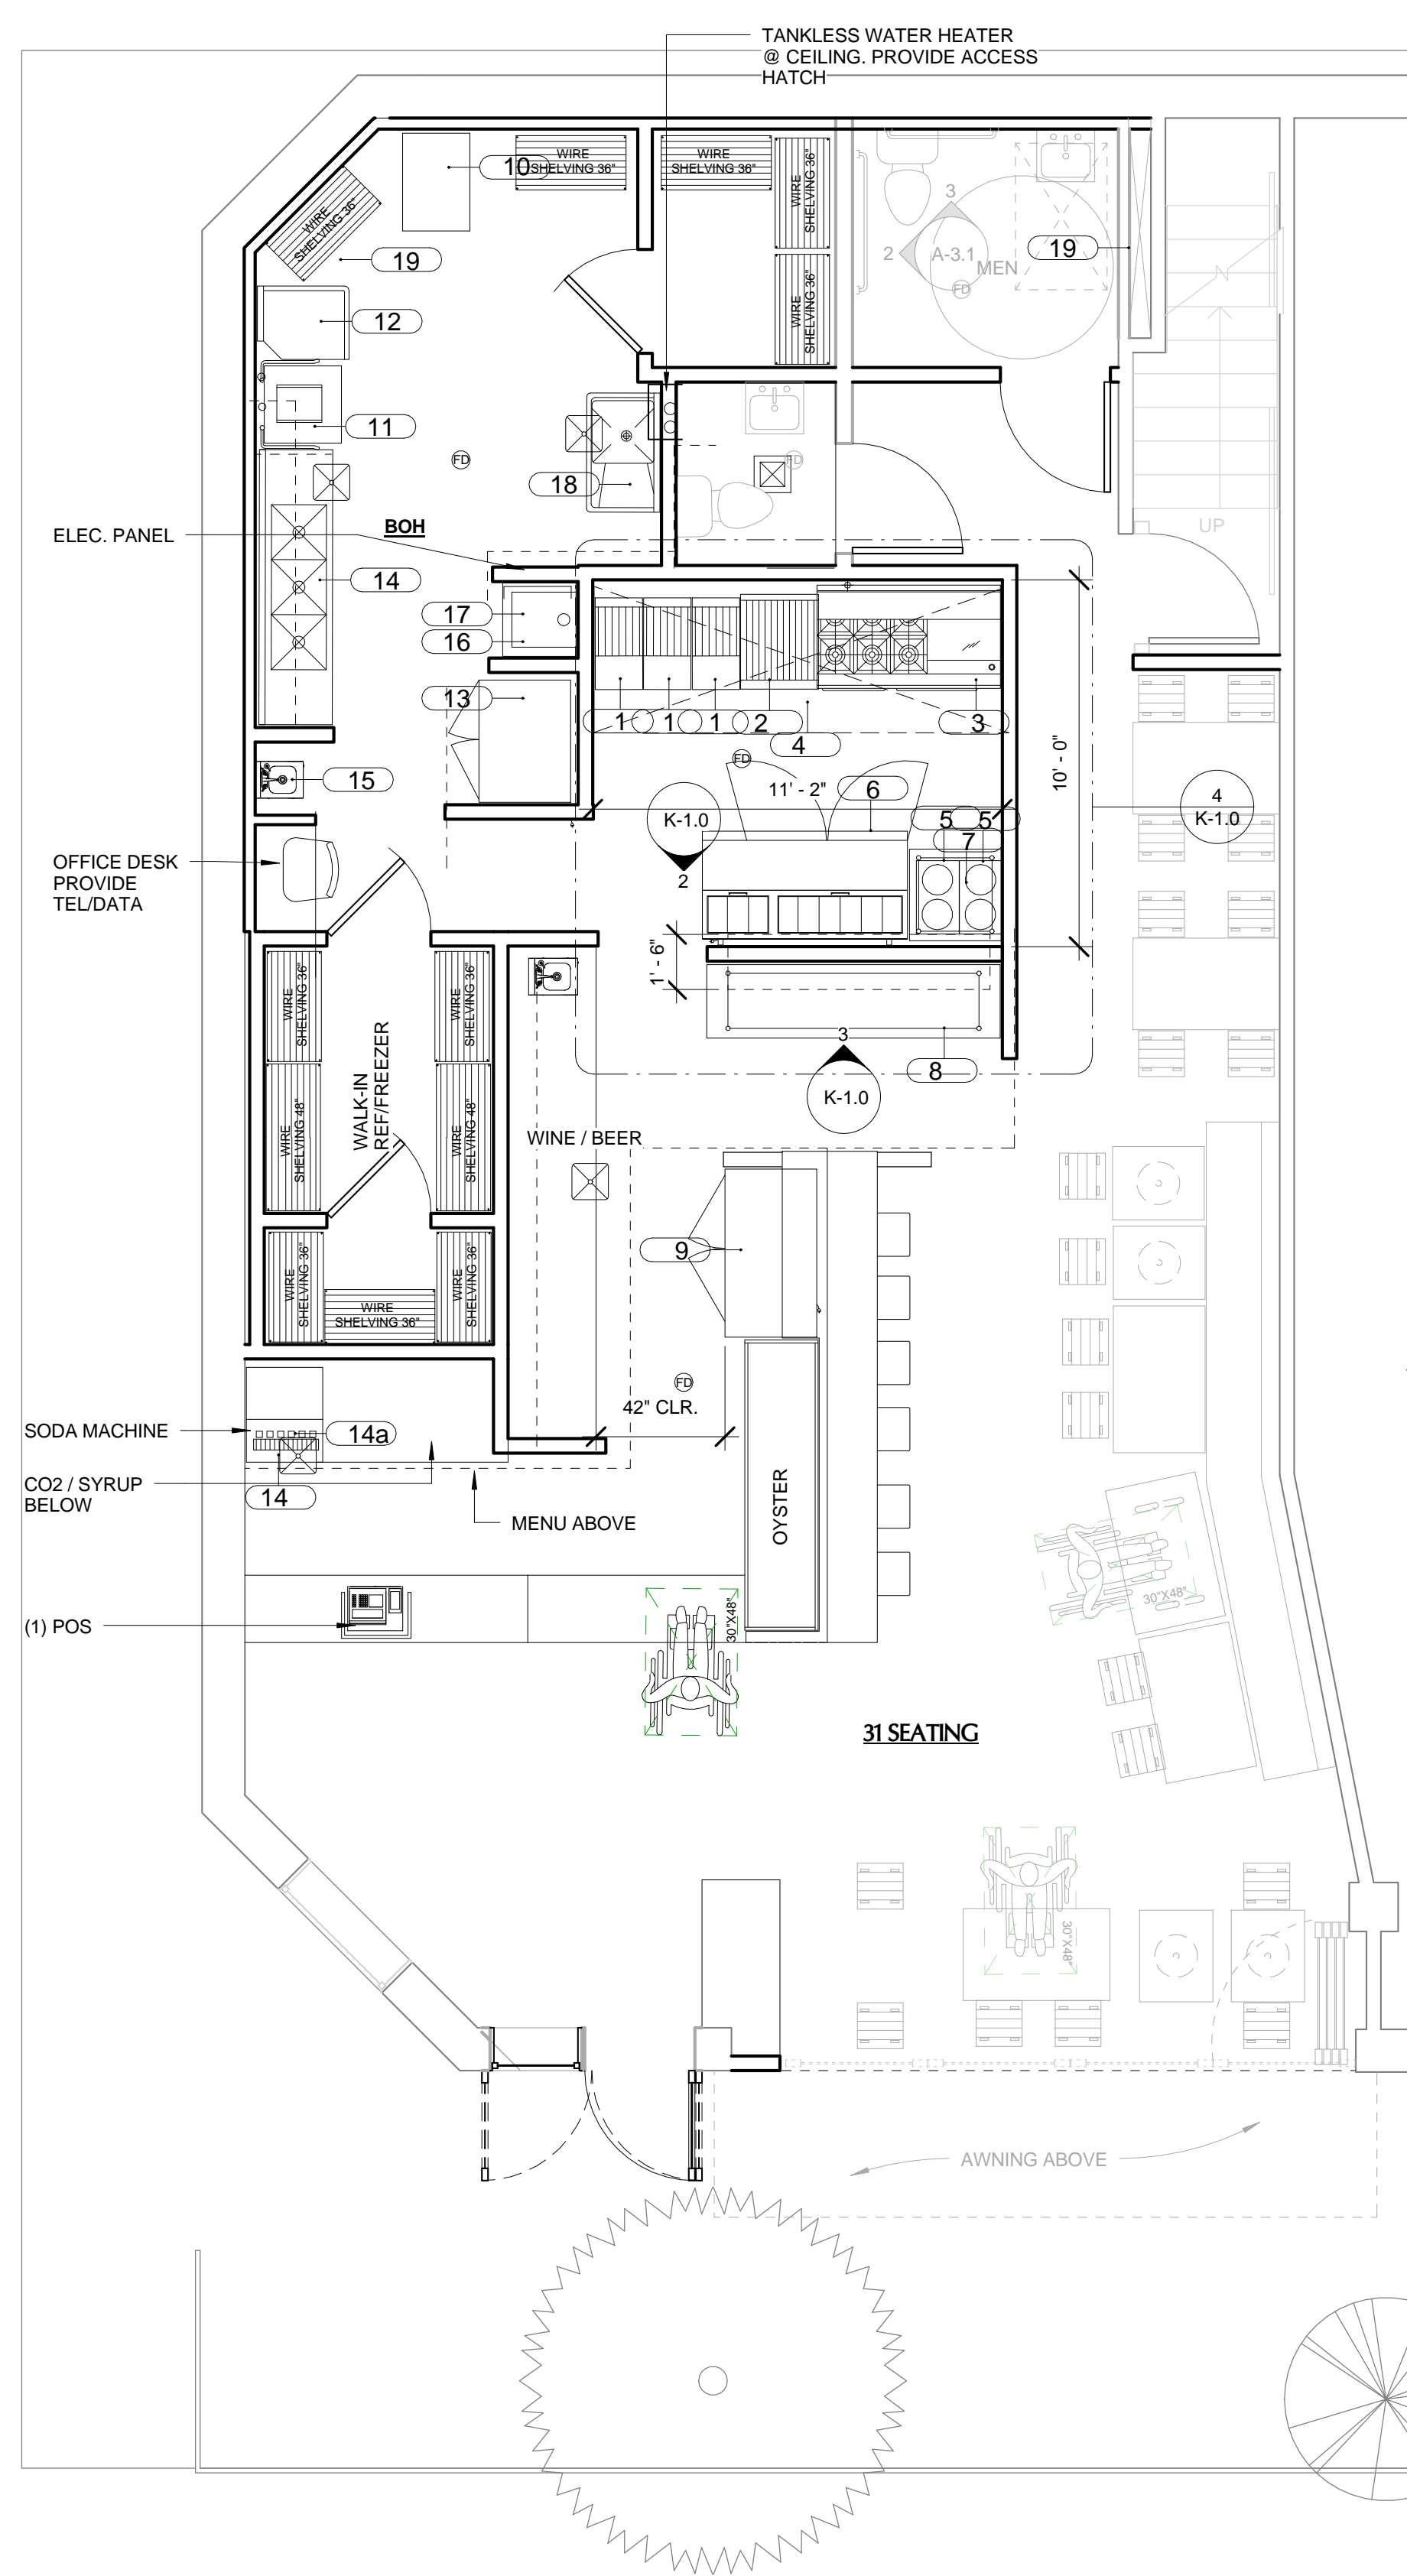 TANKLESS WATER HEATER
@ CEILING. PROVIDE ACCESS
HATCH
10
WIRE
SHELVING 36"
WIRE
SHELVING 36"
WIRE
SHELVING 36"
WIRE
SHELVING 36"
WIRE
SHELVING 36"
19
3
2
A-3.1
MEN
FD
19
N
12
11
FD
18
FD
UP
ELEC. PANEL
BOH
14
17
16
13
1
1
1
2
3
4
FD
11' - 2"
10' - 0"
6
15
K-1.0
2
5
5
7
4
K-1.0
OFFICE DESK
PROVIDE
TEL/DATA
1' - 6"
WIRE
SHELVING 36"
WIRE
SHELVING 36"
WALK-IN
REF/FREEZER
WIRE
SHELVING 48"
WIRE
SHELVING 48"
3
K-1.0
8
WINE / BEER
9
WIRE
SHELVING 36"
WIRE
SHELVING 36"
WIRE
SHELVING 36"
FD
42" CLR.
SODA MACHINE
14a
CO2 / SYRUP
BELOW
14
MENU ABOVE
OYSTER
(1) POS
30"X48"
30"X48"
31 SEATING
30"X48"
AWNING ABOVE